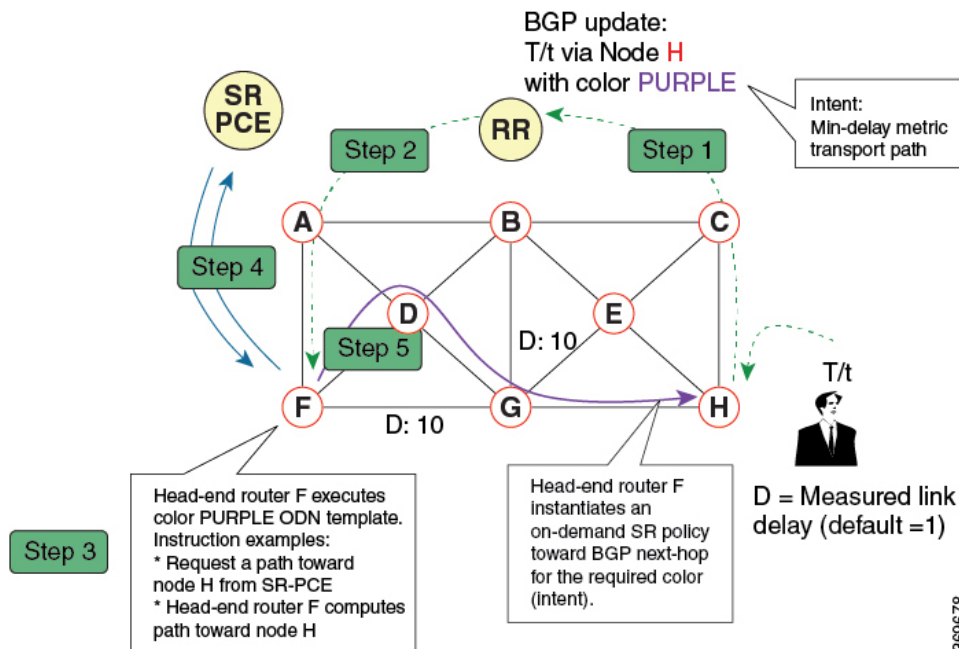 BGP update:
T/t via Node H
with color PURPLE
Intent:
Min-delay metric
transport path
SR
PCE
RR
Step 2
Step 1
A
B
C
Step 4
D
E
Step 5
D: 10
T/t
F
G
H
D: 10
Head-end router F executes
color PURPLE ODN template.
Instruction examples:
* Request a path toward
node H from SR-PCE
* Head-end router F computes
path toward node H
Head-end router F
instantiates an
on-demand SR policy
toward BGP next-hop
for the required color
(intent).
D = Measured link
delay (default =1)
Step 3
369678